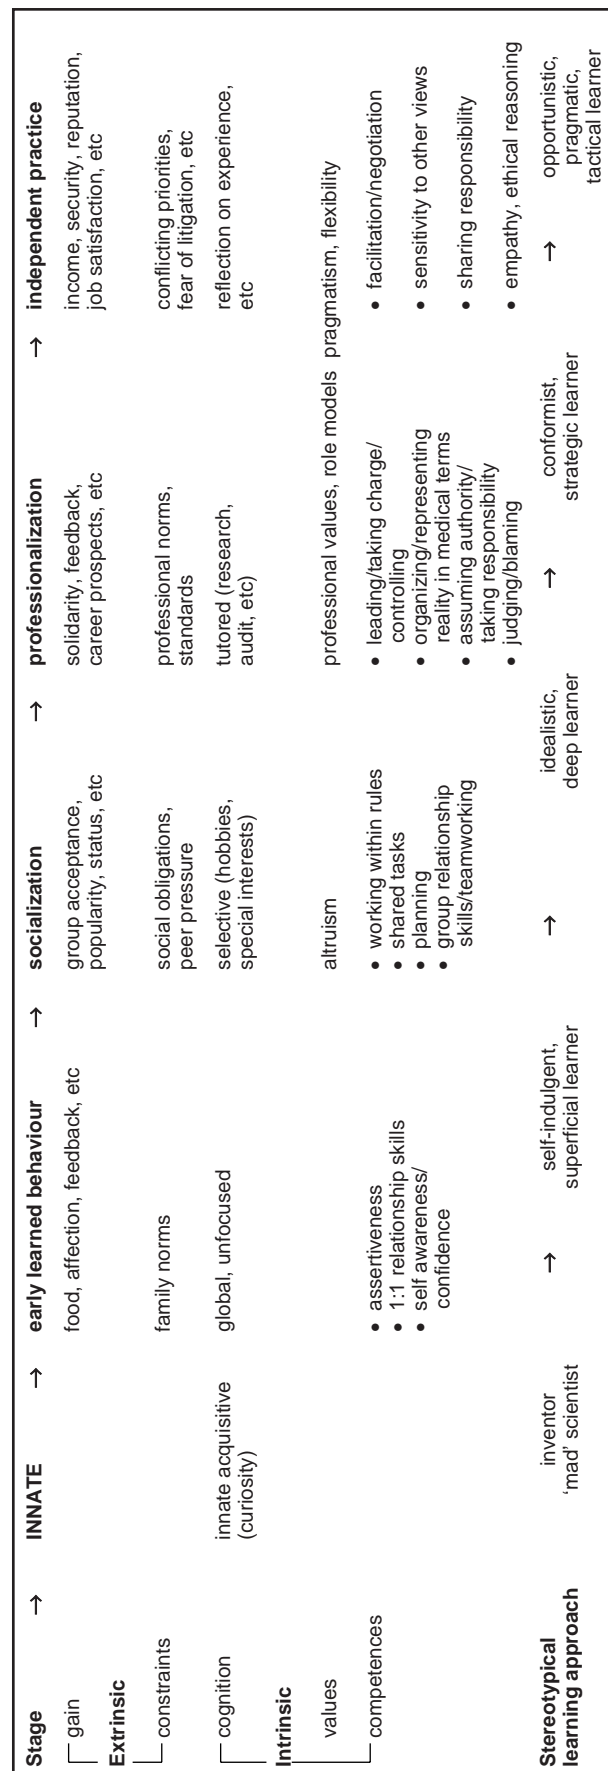 Stage → INNATE → early learned behaviour → socialization → professionalization → independent practice
gain food, affection, feedback, etc group acceptance, solidarity, feedback, income, security, reputation,
popularity, status, etc career prospects, etc job satisfaction, etc
Extrinsic
constraints family norms social obligations, professional norms, conflicting priorities,
peer pressure standards fear of litigation, etc
cognition innate acquisitive global, unfocused selective (hobbies, tutored (research, reflection on experience,
(curiosity) special interests) audit, etc) etc
Intrinsic
values altruism professional values, role models pragmatism, flexibility
competences • assertiveness • working within rules • leading/taking charge/ • facilitation/negotiation
• 1:1 relationship skills • shared tasks controlling
• self awareness/ • planning • organizing/representing • sensitivity to other views
confidence • group relationship reality in medical terms
skills/teamworking • assuming authority/ • sharing responsibility
taking responsibility
• judging/blaming • empathy, ethical reasoning
Stereotypical inventor → self-indulgent, → idealistic, → conformist, → opportunistic,
learning approach ‘mad’ scientist superficial learner deep learner strategic learner pragmatic,
tactical learner